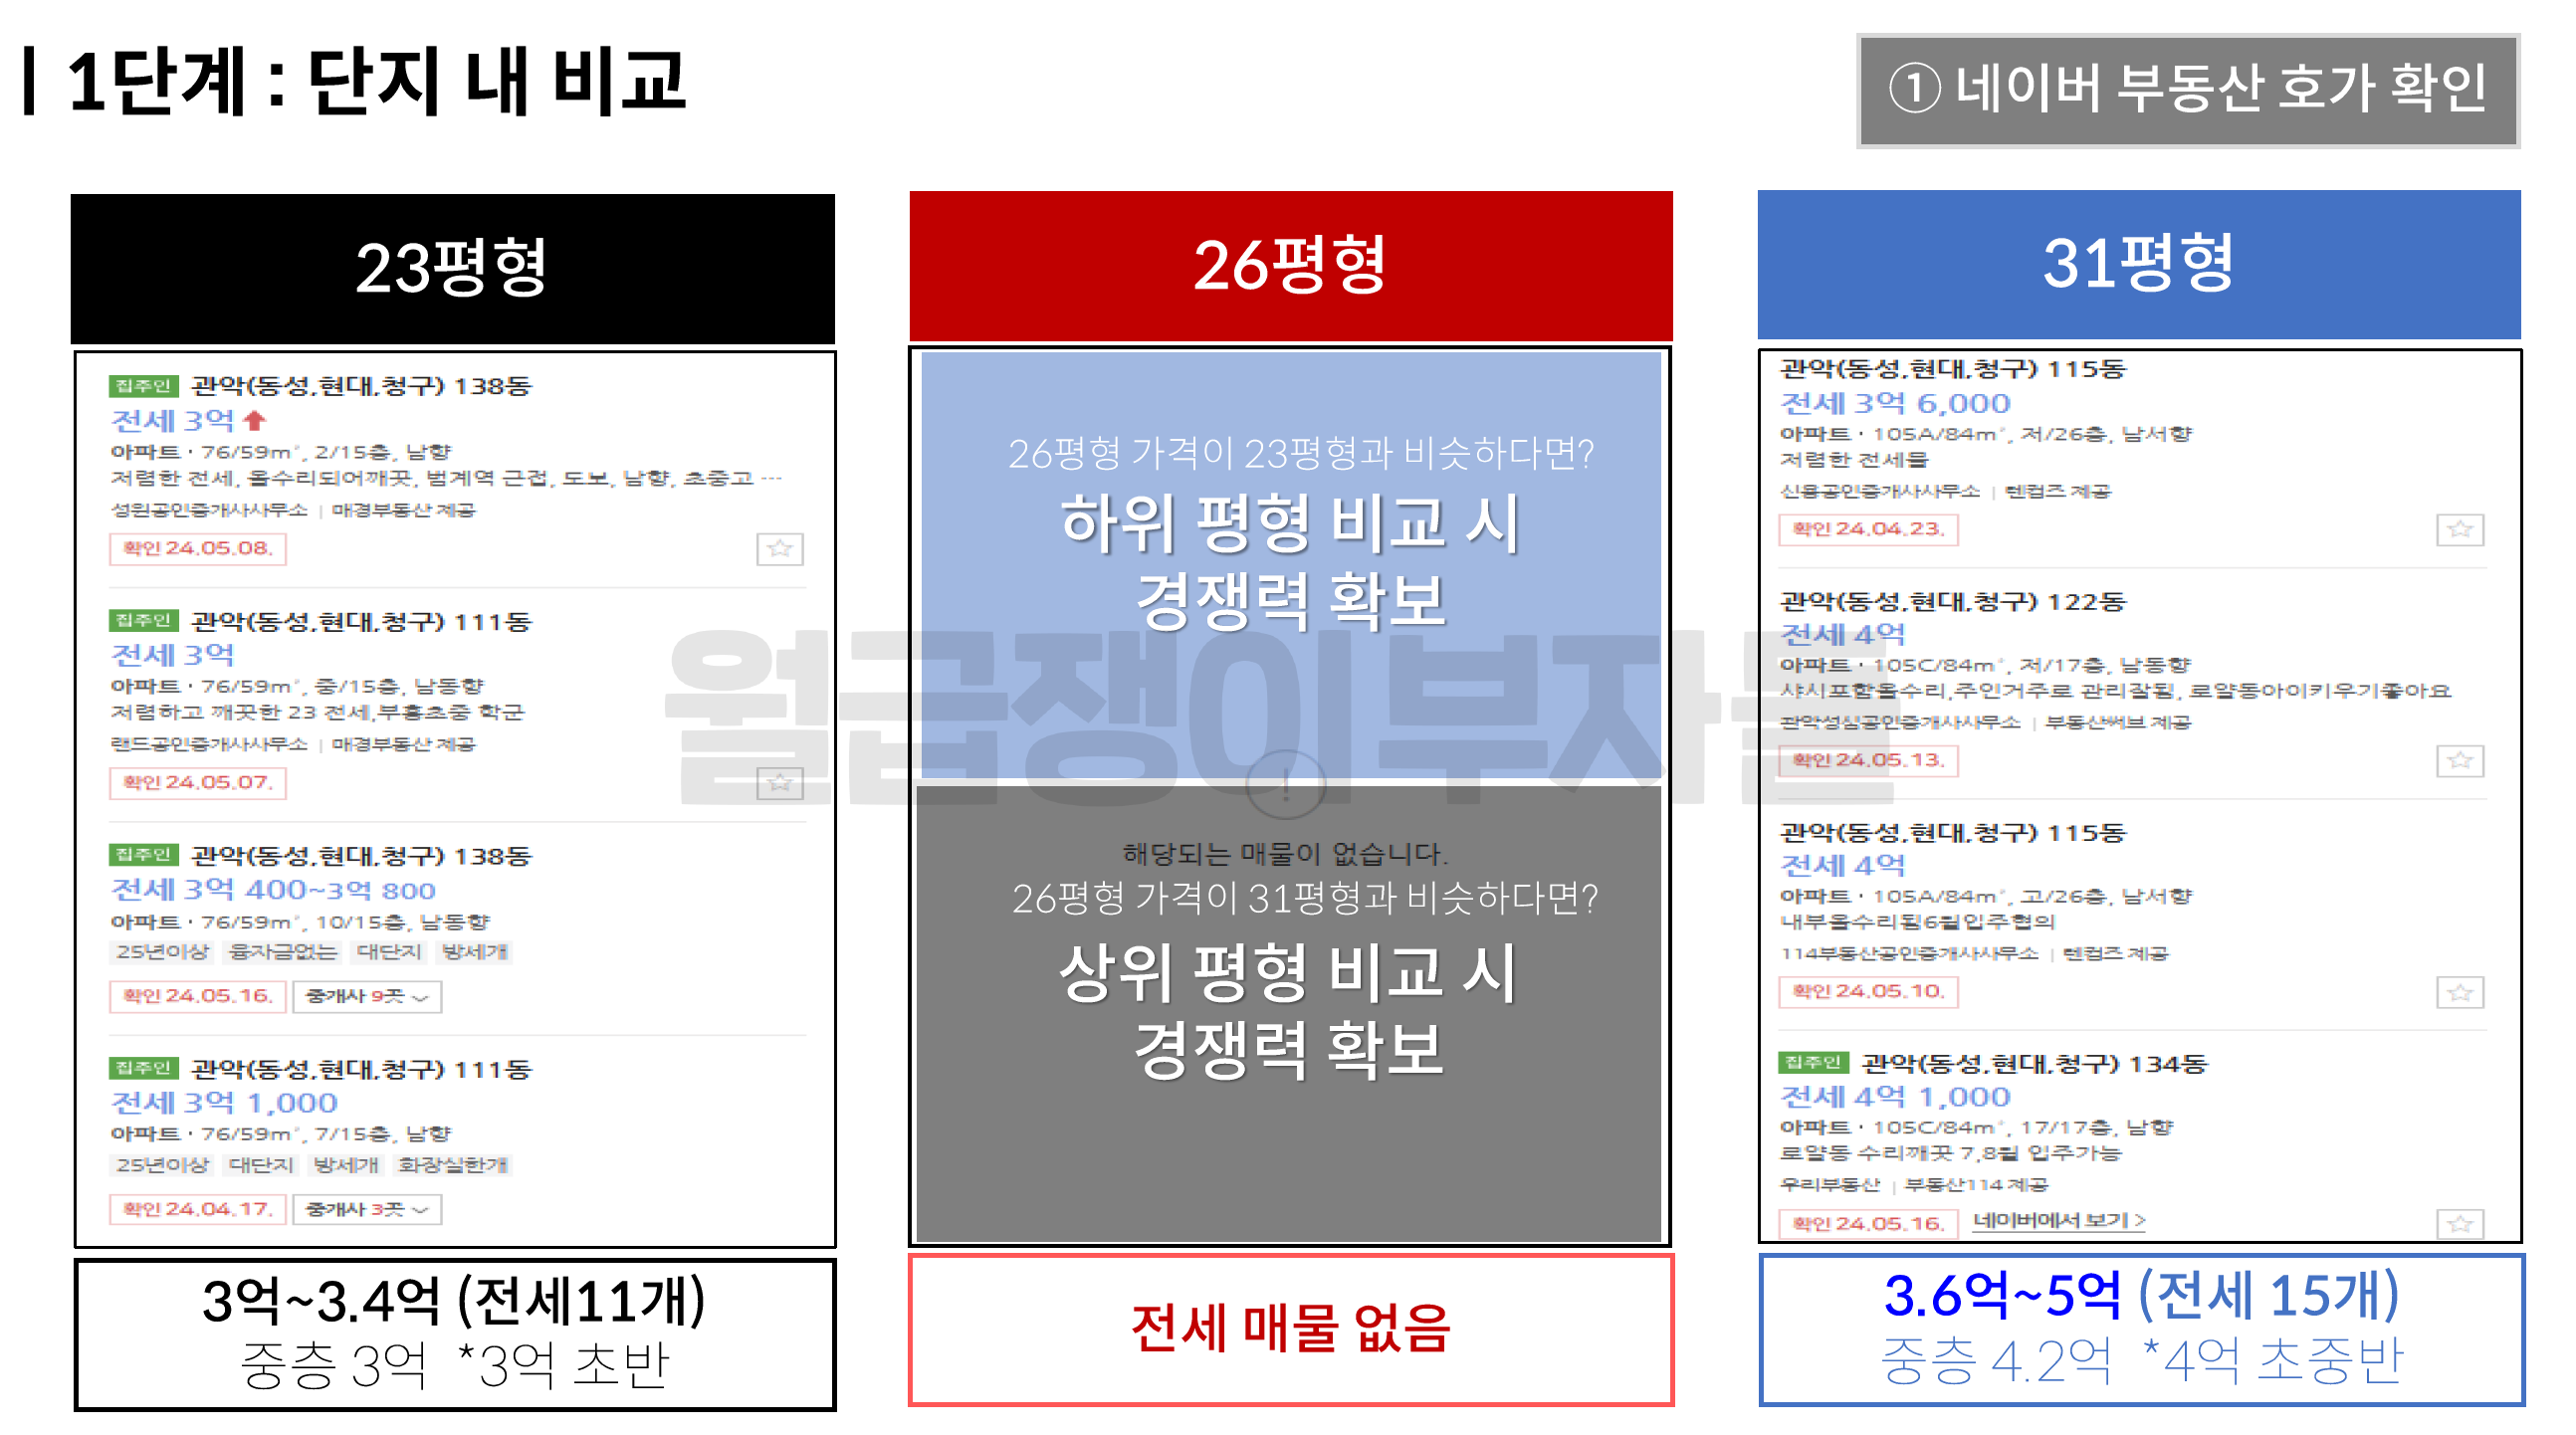 | 1단계 : 단지 내 비교
① 네이버 부동산 호가 확인
23평형
집주인 관악(동성,현대,청구) 138동
전세 3억
아파트 · 76/59m², 2/15층, 남향
저렴한 전세, 올수리되어깨끗, 범계역 근접, 도보, 남향, 초중고 ...
성원공인중개사사무소 | 매경부동산 제공
확인 24.05.08.
집주인 관악(동성,현대,청구) 111동
전세 3억
아파트 · 76/59m², 중/15층, 남동향
저렴하고 깨끗한 23 전세,부흥초중 학군
랜드공인중개사사무소 | 매경부동산 제공
확인 24.05.07.
집주인 관악(동성,현대,청구) 138동
전세 3억 400~3억 800
아파트 · 76/59m², 10/15층, 남동향
25년이상 융자금없는 대단지 방세개
확인 24.05.16. 중개사 9곳
집주인 관악(동성,현대,청구) 111동
전세 3억 1,000
아파트 · 76/59m², 7/15층, 남향
25년이상 대단지 방세개 화장실한개
확인 24.04.17. 중개사 3곳
3억~3.4억 (전세11개)
중층 3억 *3억 초반
26평형
26평형 가격이 23평형과 비슷하다면?
하위 평형 비교 시
경쟁력 확보
해당되는 매물이 없습니다.
26평형 가격이 31평형과 비슷하다면?
상위 평형 비교 시
경쟁력 확보
전세 매물 없음
31평형
관악(동성,현대,청구) 115동
전세 3억 6,000
아파트 · 105A/84m², 저/26층, 남서향
저렴한 전세물
신용공인중개사사무소 | 텐컴즈 제공
확인 24.04.23.
관악(동성,현대,청구) 122동
전세 4억
아파트 · 105C/84m², 저/17층, 남동향
샤시포함올수리,주인거주로 관리잘됨, 로얄동아이키우기좋아요
관악성심공인중개사사무소 | 부동산써브 제공
확인 24.05.13.
관악(동성,현대,청구) 115동
전세 4억
아파트 · 105A/84m², 고/26층, 남서향
내부올수리됨6월입주협의
114부동산공인중개사사무소 | 텐컴즈 제공
확인 24.05.10.
집주인 관악(동성,현대,청구) 134동
전세 4억 1,000
아파트 · 105C/84m², 17/17층, 남향
로얄동 수리깨끗 7,8월 입주가능
우리부동산 | 부동산114 제공
확인 24.05.16. 네이버에서 보기 >
3.6억~5억 (전세 15개)
중층 4.2억 *4억 초중반
월급쟁이부자들